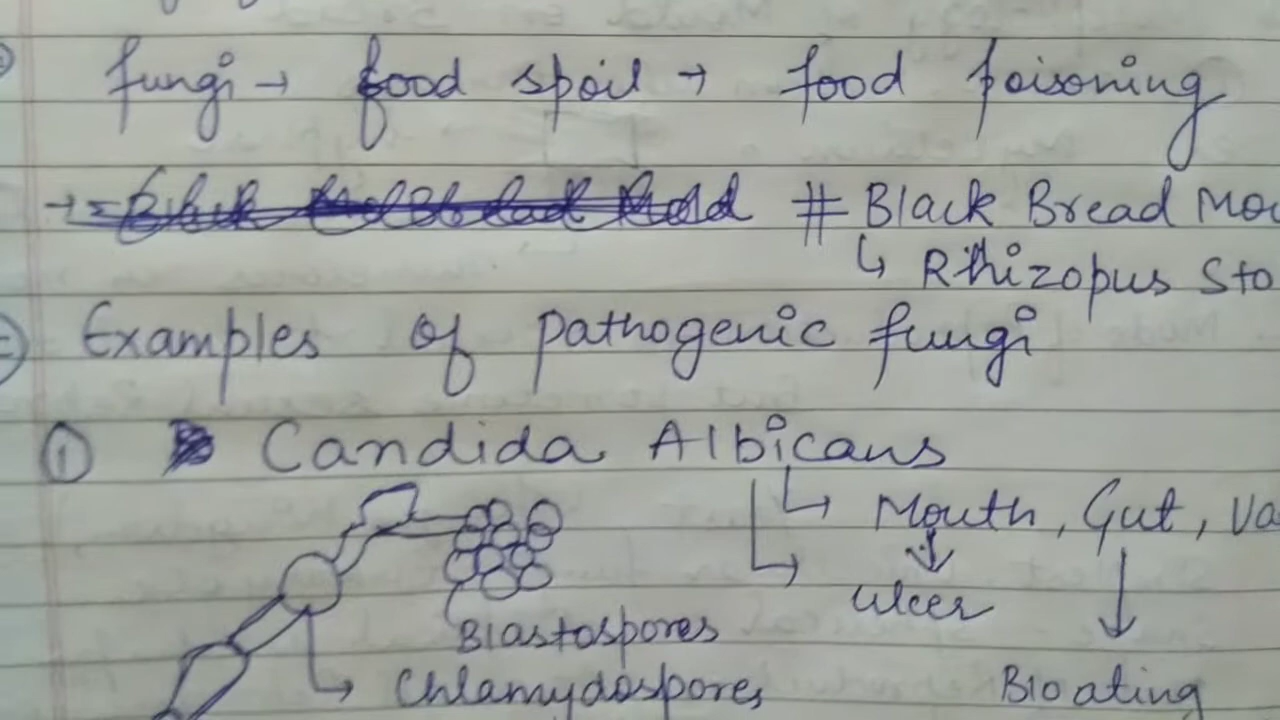 fungi → food spoil → food poisoning
# Black Bread Mo
↳ Rhizopus Sto
Examples of pathogenic fungi
① Candida Albicans
↳ Mouth, Gut, Va
Ulcer
Blastospores
Chlamydospores
Bloating